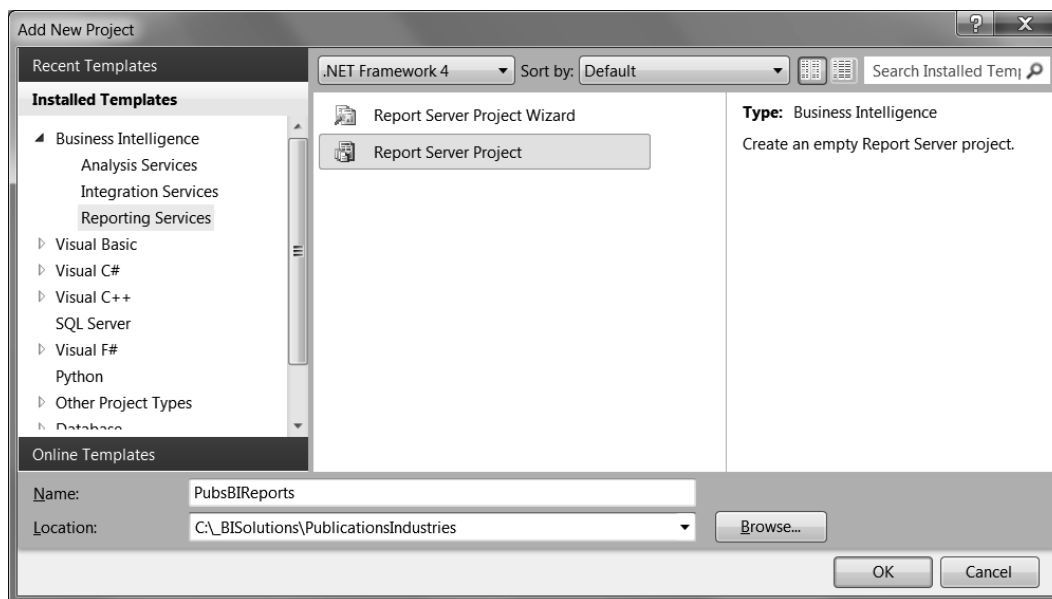 Add New Project
Recent Templates
Installed Templates
Business Intelligence
Analysis Services
Integration Services
Reporting Services
Visual Basic
Visual C#
Visual C++
SQL Server
Visual F#
Python
Other Project Types
Database
Online Templates
.NET Framework 4
Sort by: Default
Search Installed Temp
Report Server Project Wizard
Report Server Project
Type: Business Intelligence
Create an empty Report Server project.
Name: PubsBIReports
Location: C:\_BISolutions\PublicationsIndustries
Browse...
OK
Cancel